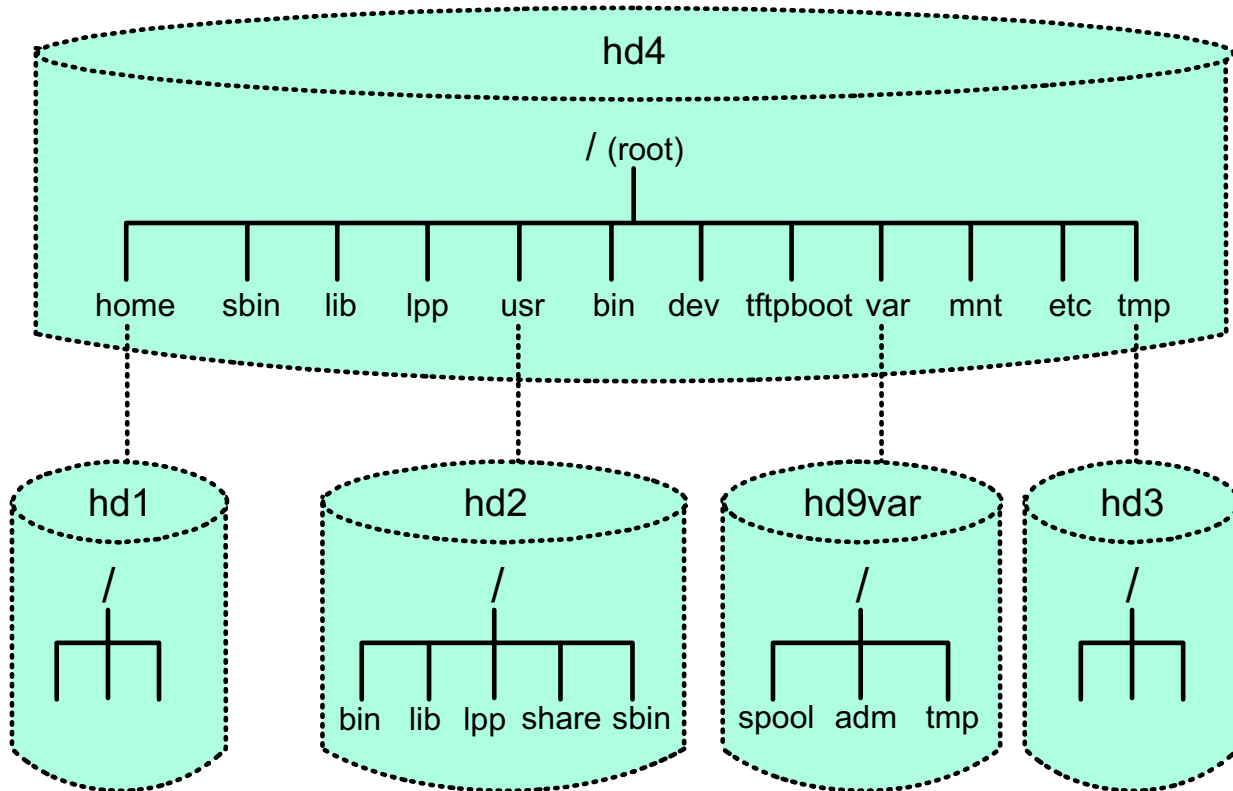 hd4
/ (root)
home sbin lib lpp usr bin dev tftpboot var mnt etc tmp
hd1 hd2 hd9var hd3
/ / / /
bin lib lpp share sbin spool adm tmp